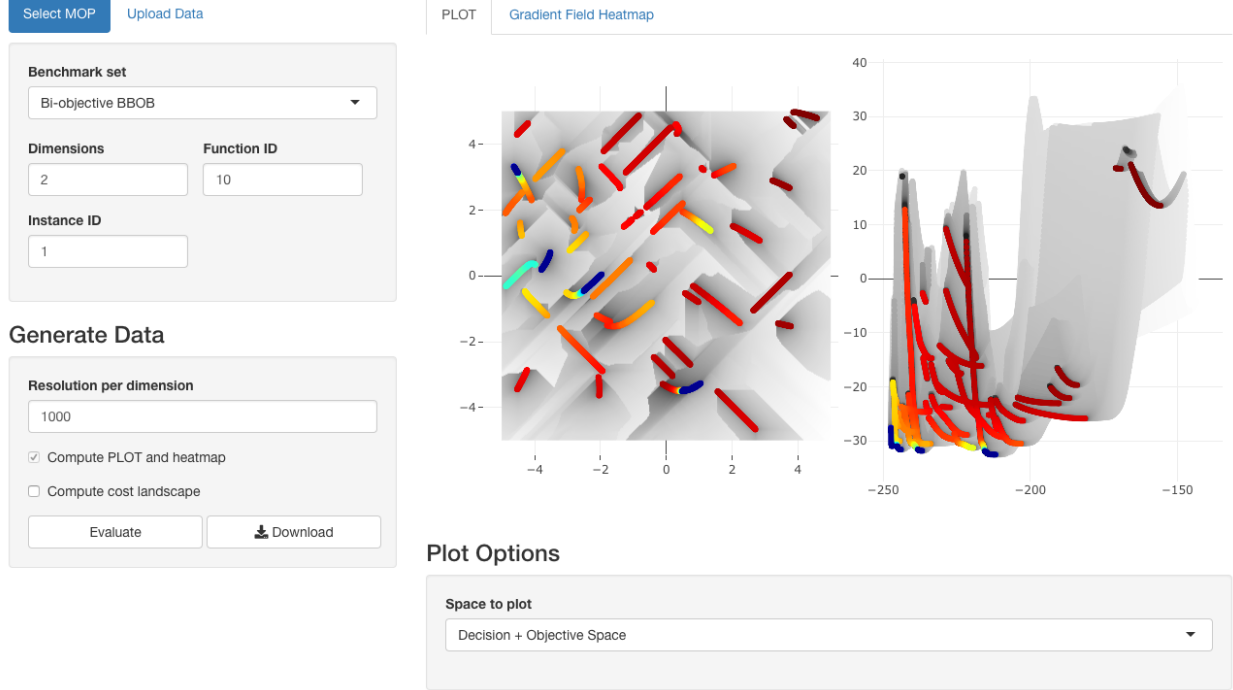 Select MOP
Upload Data
Benchmark set
Bi-objective BBOB
Dimensions
Function ID
2
10
Instance ID
1
Generate Data
Resolution per dimension
1000
Compute PLOT and heatmap
Compute cost landscape
Evaluate
Download
PLOT
Gradient Field Heatmap
4
2
0
−2
−4
−4
−2
0
2
4
40
30
20
10
0
−10
−20
−30
−250
−200
−150
Plot Options
Space to plot
Decision + Objective Space